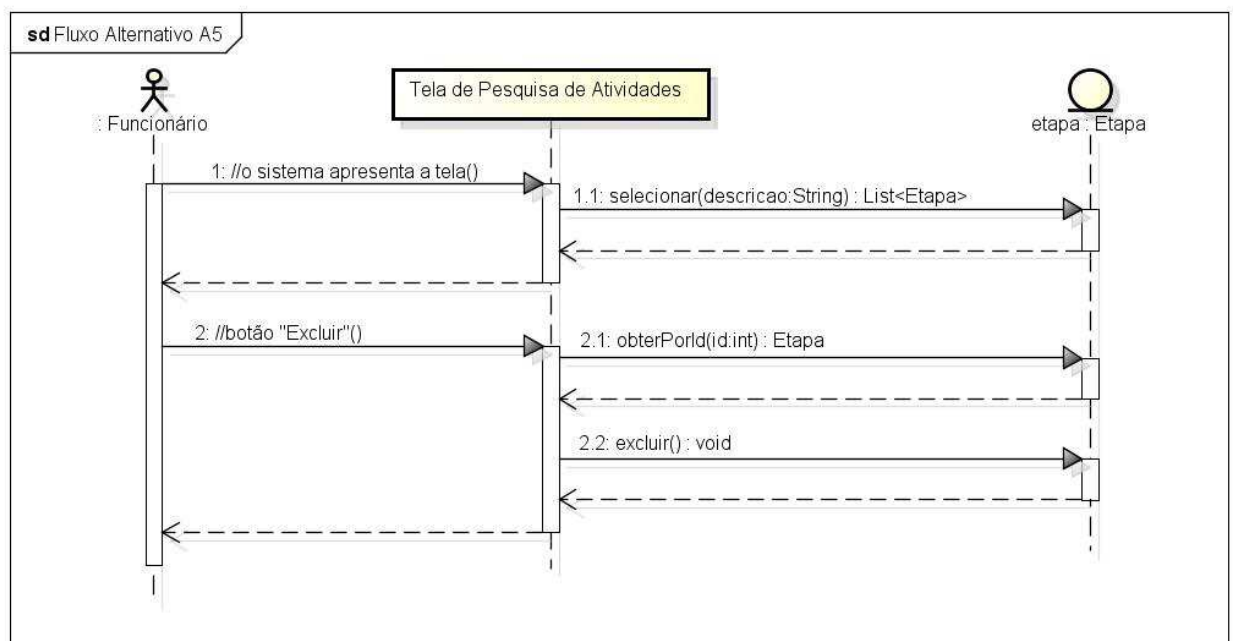 sd Fluxo Alternativo A5
Tela de Pesquisa de Atividades
: Funcionário
etapa : Etapa
1: //o sistema apresenta a tela()
1.1: selecionar(descricao:String) : List<Etapa>
2: //botão "Excluir"()
2.1: obterPorId(id:int) : Etapa
2.2: excluir() : void